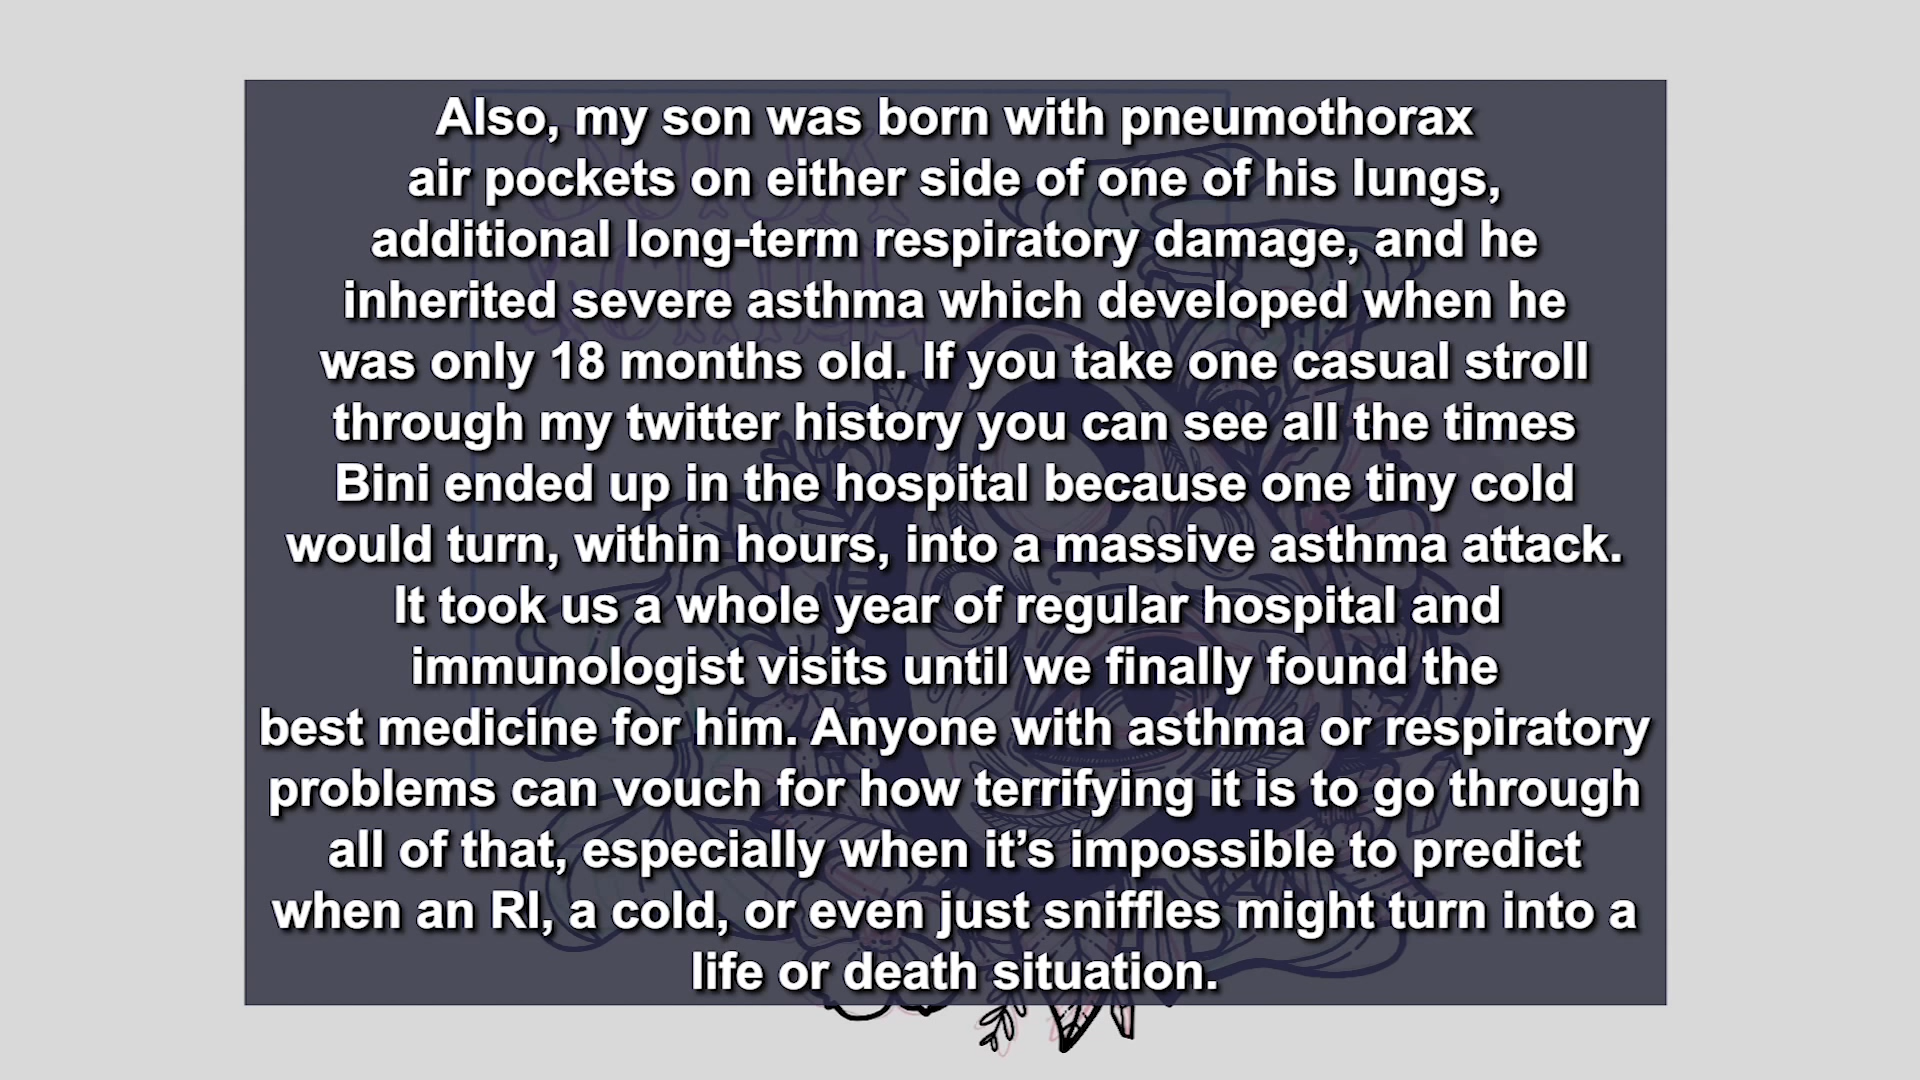 Also, my son was born with pneumothorax
air pockets on either side of one of his lungs,
additional long-term respiratory damage, and he
inherited severe asthma which developed when he
was only 18 months old. If you take one casual stroll
through my twitter history you can see all the times
Bini ended up in the hospital because one tiny cold
would turn, within hours, into a massive asthma attack.
It took us a whole year of regular hospital and
immunologist visits until we finally found the
best medicine for him. Anyone with asthma or respiratory
problems can vouch for how terrifying it is to go through
all of that, especially when it’s impossible to predict
when an RI, a cold, or even just sniffles might turn into a
life or death situation.